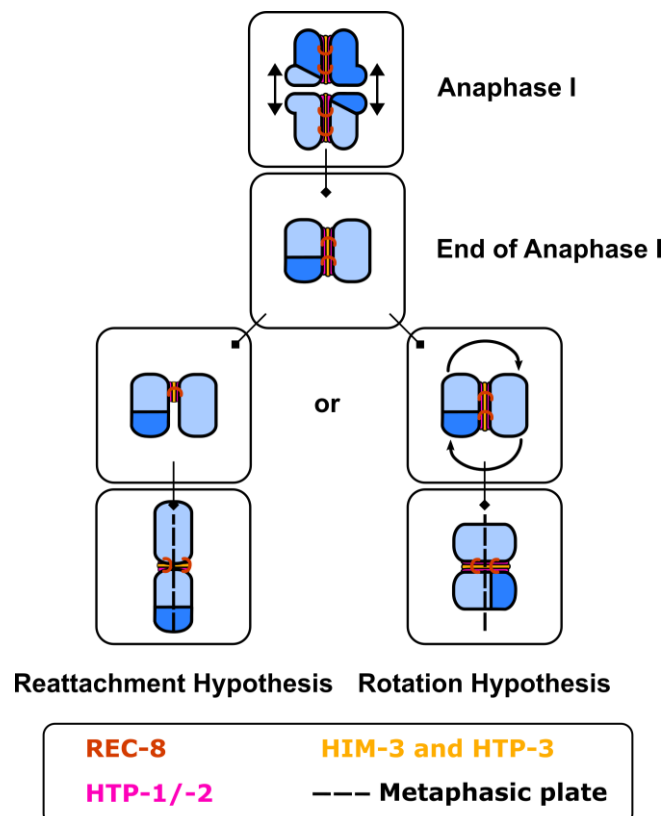 Anaphase I
End of Anaphase I
or
Reattachment Hypothesis Rotation Hypothesis
REC-8 HIM-3 and HTP-3
HTP-1/-2 --- Metaphasic plate